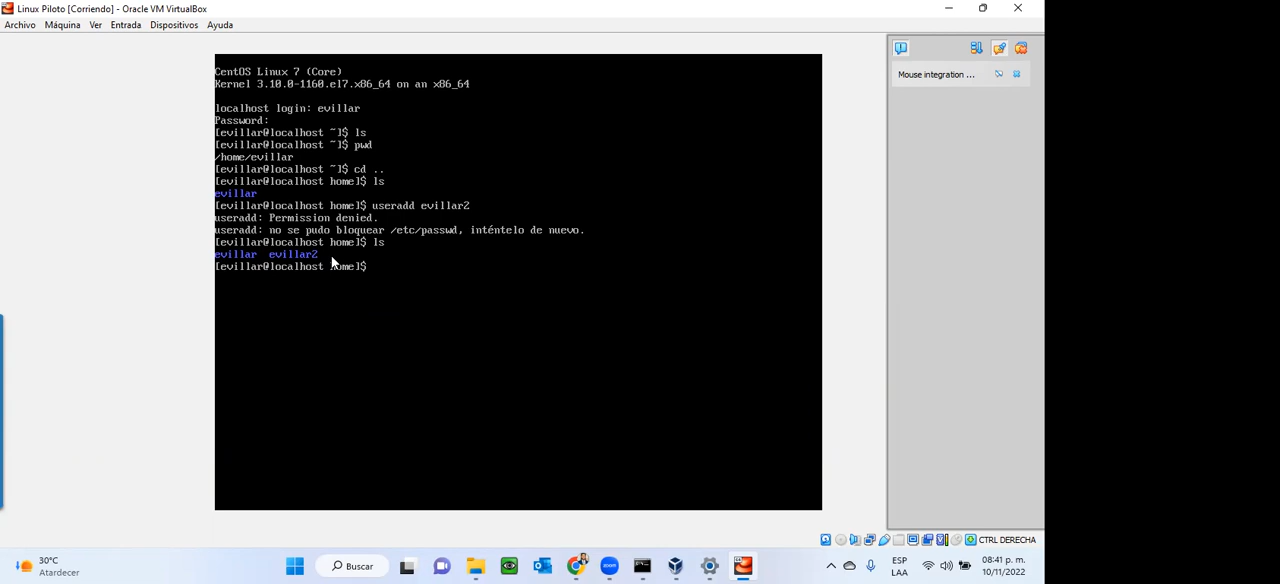 Linux Piloto [Corriendo] - Oracle VM VirtualBox
Archivo Máquina Ver Entrada Dispositivos Ayuda
Mouse integration ...
CentOS Linux 7 (Core)
Kernel 3.10.0-1160.el7.x86_64 on an x86_64
localhost login: evillar
Password:
[evillar@localhost ~]$ ls
[evillar@localhost ~]$ pwd
/home/evillar
[evillar@localhost ~]$ cd ..
[evillar@localhost home]$ ls
evillar
[evillar@localhost home]$ useradd evillar2
useradd: Permission denied.
useradd: no se pudo bloquear /etc/passwd, inténtelo de nuevo.
[evillar@localhost home]$ ls
evillar evillar2
[evillar@localhost home]$
CTRL DERECHA
30°C
Atardecer
Buscar
zoom
ESP
LAA
08:41 p. m.
10/11/2022